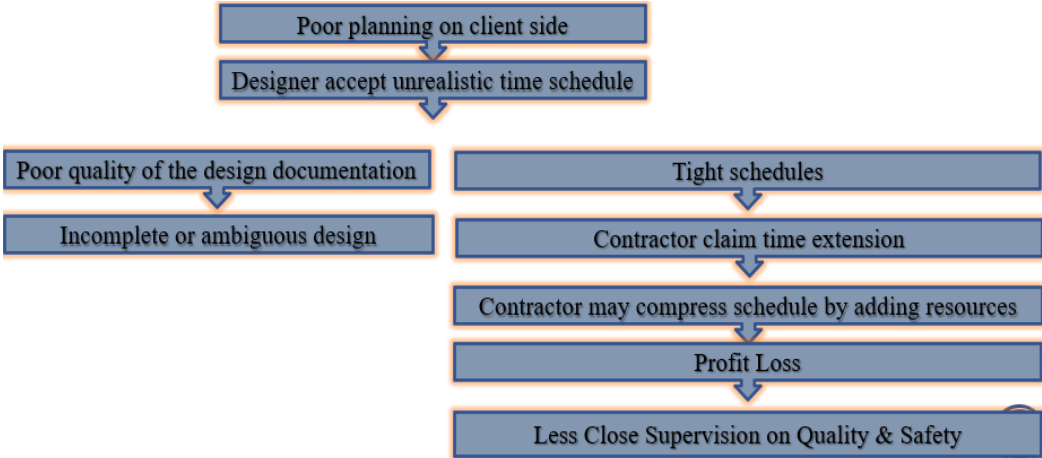 Poor planning on client side
Designer accept unrealistic time schedule
Poor quality of the design documentation
Incomplete or ambiguous design
Tight schedules
Contractor claim time extension
Contractor may compress schedule by adding resources
Profit Loss
Less Close Supervision on Quality & Safety